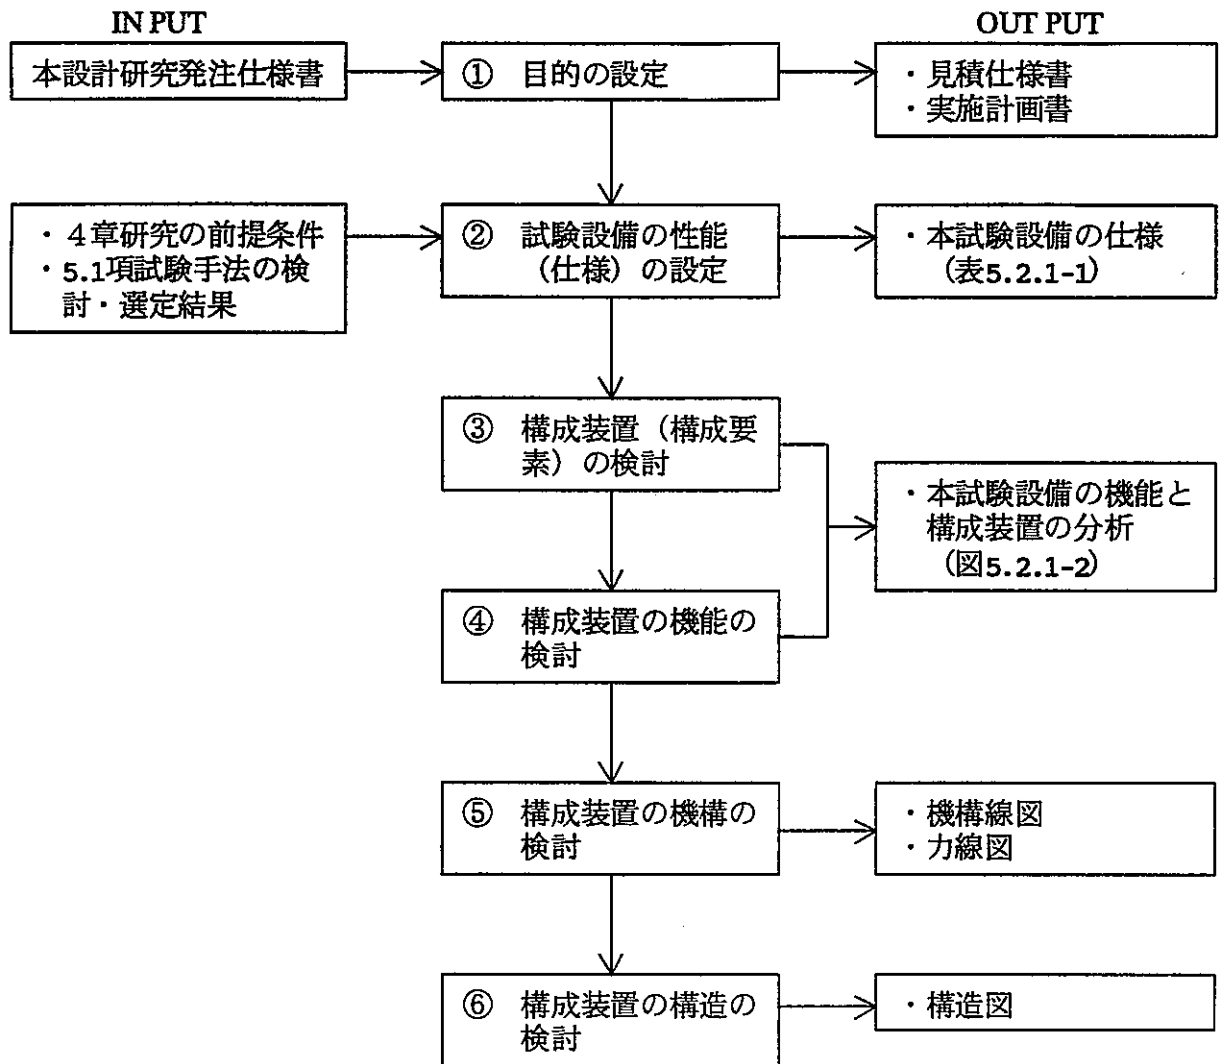 IN PUT
OUT PUT
本設計研究発注仕様書
① 目的の設定
・見積仕様書
・実施計画書
・4章研究の前提条件
・5.1項試験手法の検
討・選定結果
② 試験設備の性能
（仕様）の設定
・本試験設備の仕様
（表5.2.1-1）
③ 構成装置（構成要
素）の検討
・本試験設備の機能と
構成装置の分析
（図5.2.1-2）
④ 構成装置の機能の
検討
⑤ 構成装置の機構の
検討
・機構線図
・力線図
⑥ 構成装置の構造の
検討
・構造図